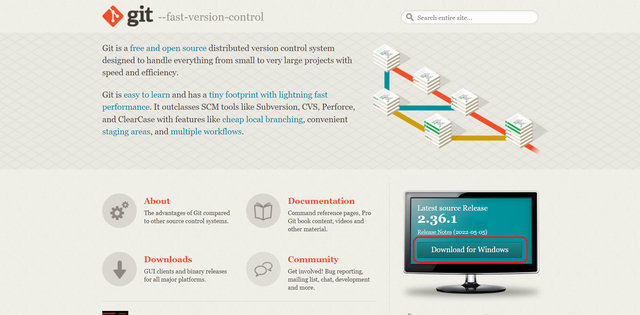 git --fast-version-control
Search entire site...
Git is a free and open source distributed version control system
designed to handle everything from small to very large projects with
speed and efficiency.
Git is easy to learn and has a tiny footprint with lightning fast
performance. It outclasses SCM tools like Subversion, CVS, Perforce,
and ClearCase with features like cheap local branching, convenient
staging areas, and multiple workflows.
About
The advantages of Git compared
to other source control systems.
Documentation
Command reference pages, Pro
Git book content, videos and
other material.
Downloads
GUI clients and binary releases
for all major platforms.
Community
Get involved! Bug reporting,
mailing list, chat, development
and more.
Latest source Release
2.36.1
Release Notes (2022-05-05)
Download for Windows